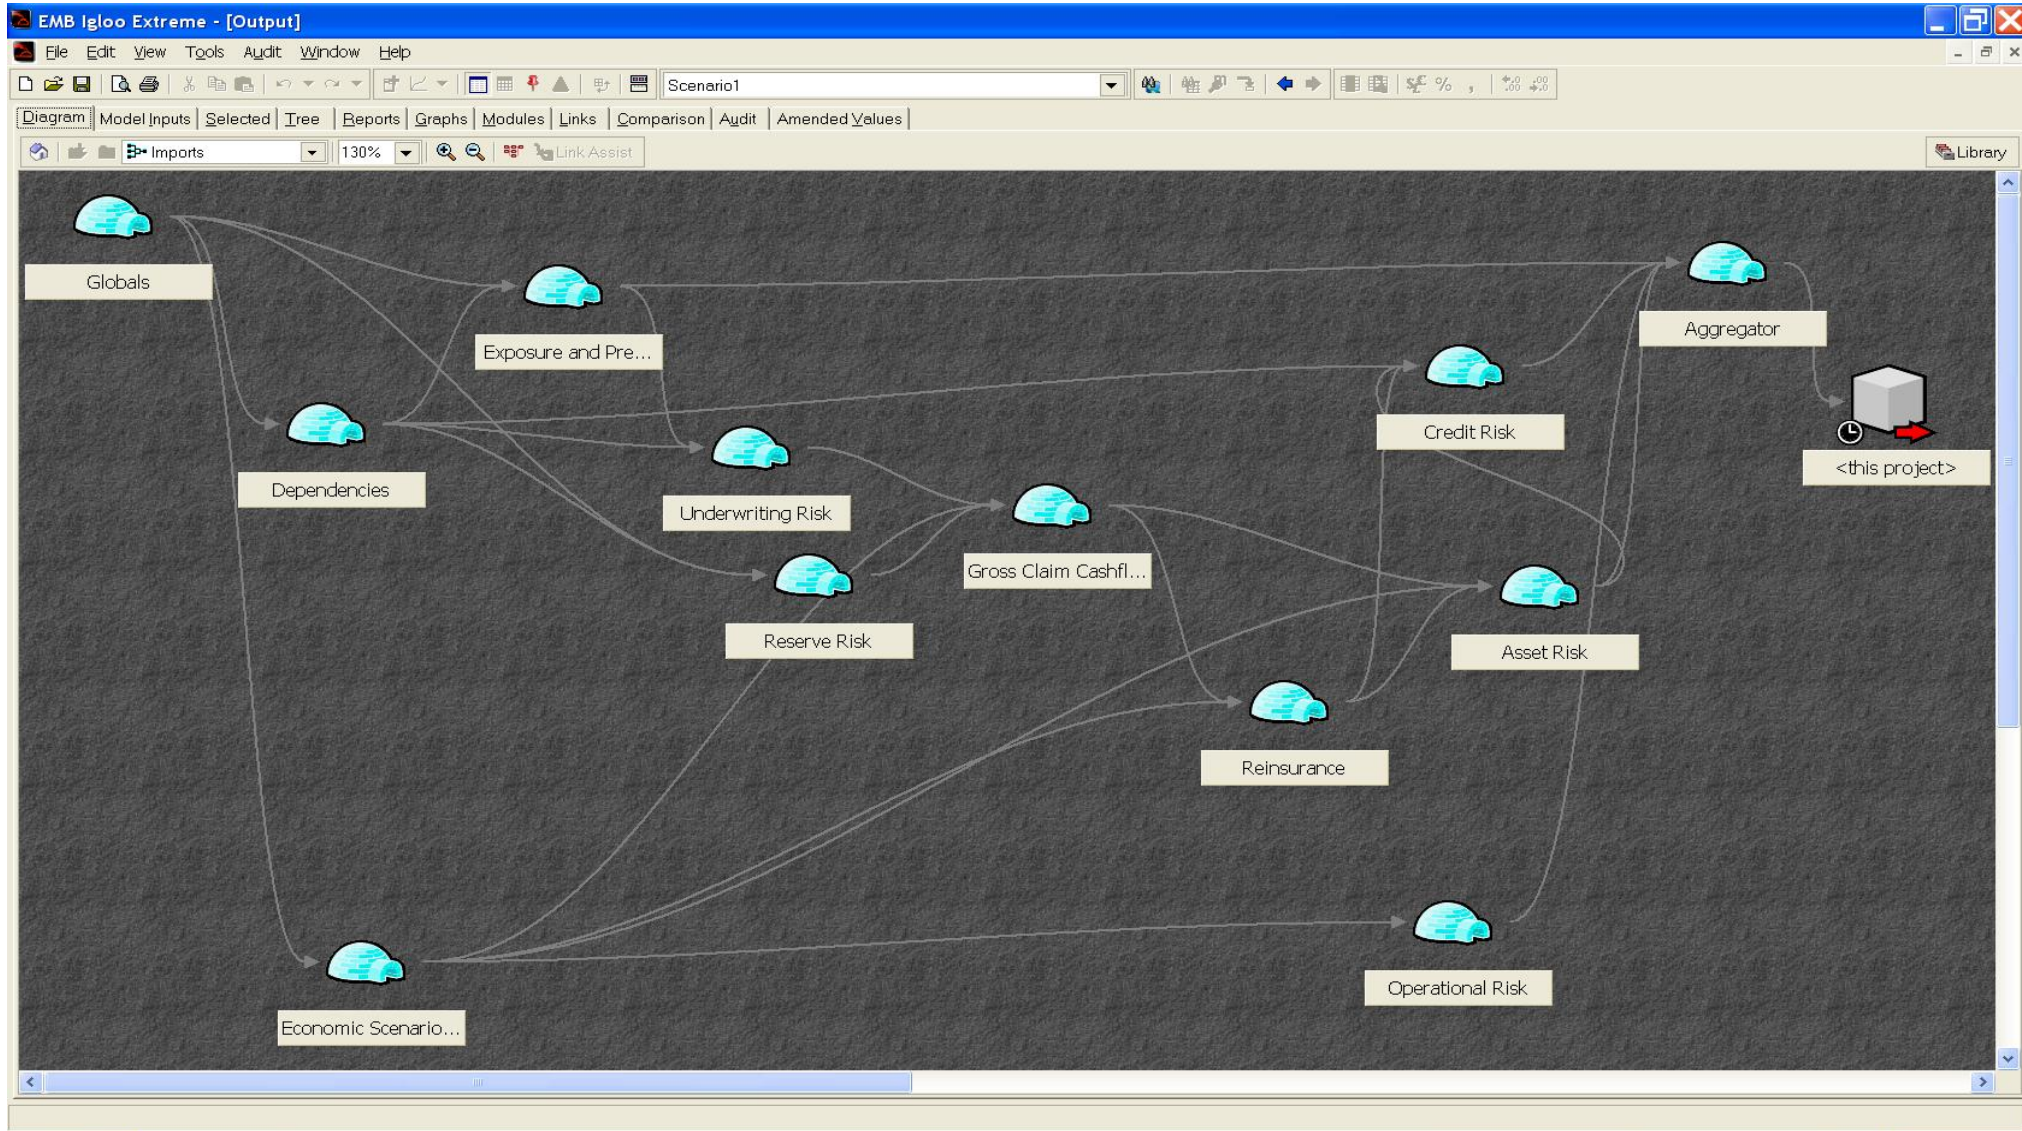 EMB Igloo Extreme - [Output]
File Edit View Tools Audit Window Help
Scenario1
Diagram Model Inputs Selected Tree Reports Graphs Modules Links Comparison Audit Amended Values
Imports 130% Link Assist Library
Globals
Exposure and Pre...
Aggregator
Credit Risk
<this project>
Dependencies
Underwriting Risk
Gross Claim Cashfl...
Reserve Risk
Asset Risk
Reinsurance
Operational Risk
Economic Scenario...